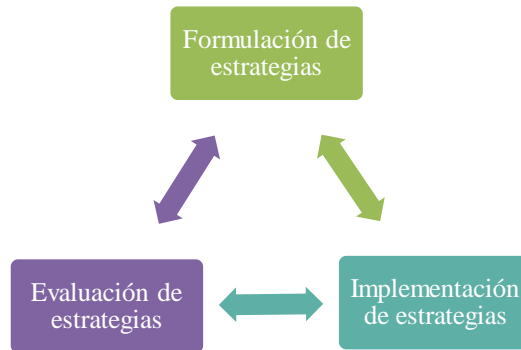 Formulación de
estrategias
Evaluación de
estrategias
Implementación
de estrategias